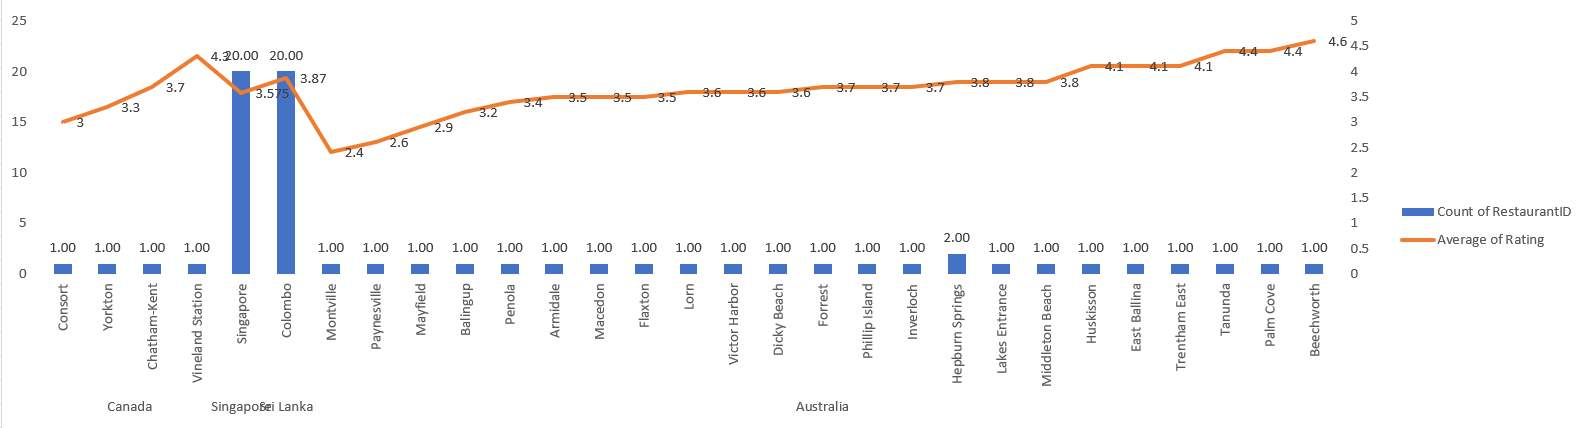 25
20
15
10
5
0
5
4.5
4
3.5
3
2.5
2
1.5
1
0.5
0
3
3.3
3.7
4.3
3.575
3.87
2.4
2.6
2.9
3.2
3.4
3.5
3.5
3.5
3.6
3.6
3.6
3.7
3.7
3.7
3.8
3.8
3.8
4.1
4.1
4.1
4.4
4.4
4.6
1.00
1.00
1.00
1.00
20.00
20.00
1.00
1.00
1.00
1.00
1.00
1.00
1.00
1.00
1.00
1.00
1.00
1.00
1.00
1.00
2.00
1.00
1.00
1.00
1.00
1.00
1.00
1.00
1.00
Consort
Yorkton
Chatham-Kent
Vineland Station
Singapore
Colombo
Montville
Paynesville
Mayfield
Balingup
Penola
Armidale
Macedon
Flaxton
Lorn
Victor Harbor
Dicky Beach
Forrest
Phillip Island
Inverloch
Hepburn Springs
Lakes Entrance
Middleton Beach
Huskisson
East Ballina
Trentham East
Tanunda
Palm Cove
Beechworth
Canada
Singapore
Sri Lanka
Australia
Count of RestaurantID
Average of Rating